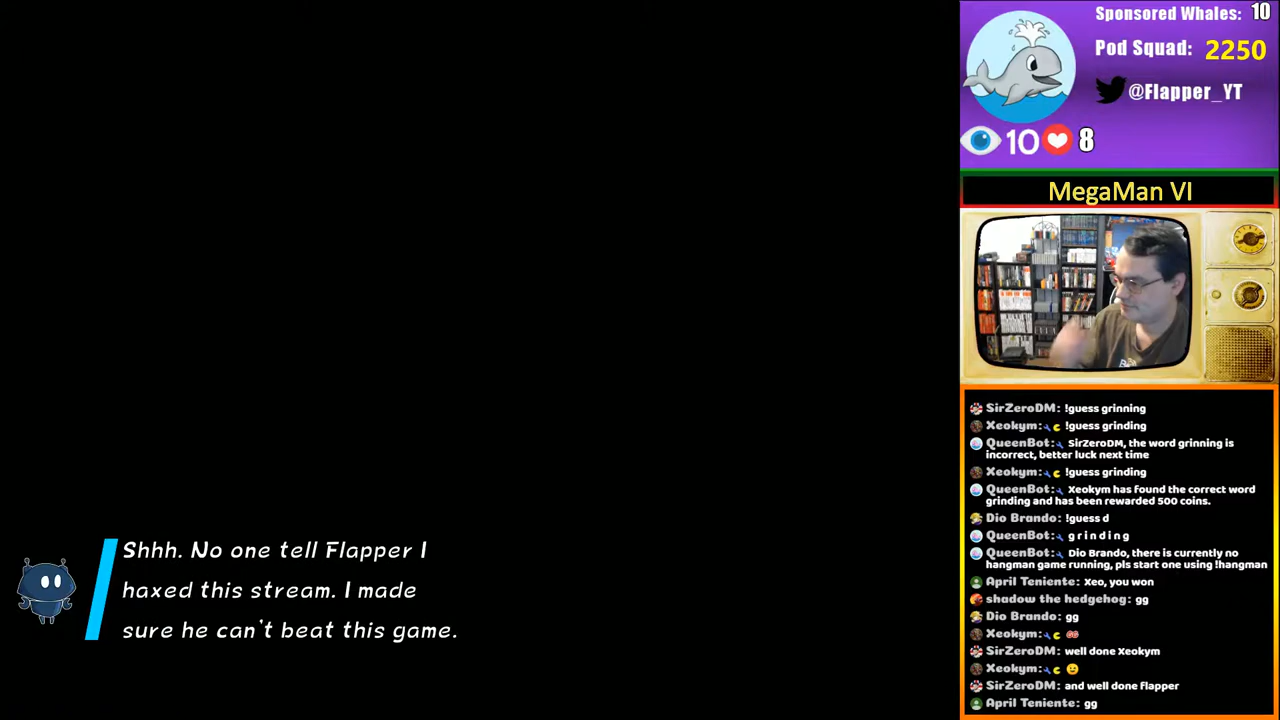 Sponsored Whales: 10
Pod Squad: 2250
@Flapper_YT
10 8
MegaMan VI
SirZeroDM: !guess grinning
Xeokym: !guess grinding
QueenBot: SirZeroDM, the word grinning is
incorrect, better luck next time
Xeokym: !guess grinding
QueenBot: Xeokym has found the correct word
grinding and has been rewarded 500 coins.
Dio Brando: !guess d
QueenBot: g r i n d i n g
QueenBot: Dio Brando, there is currently no
hangman game running, pls start one using !hangman
April Teniente: Xeo, you won
shadow the hedgehog: gg
Dio Brando: gg
Xeokym:
SirZeroDM: well done Xeokym
Xeokym:
SirZeroDM: and well done flapper
April Teniente: gg
Shhh. No one tell Flapper I
haxed this stream. I made
sure he can't beat this game.